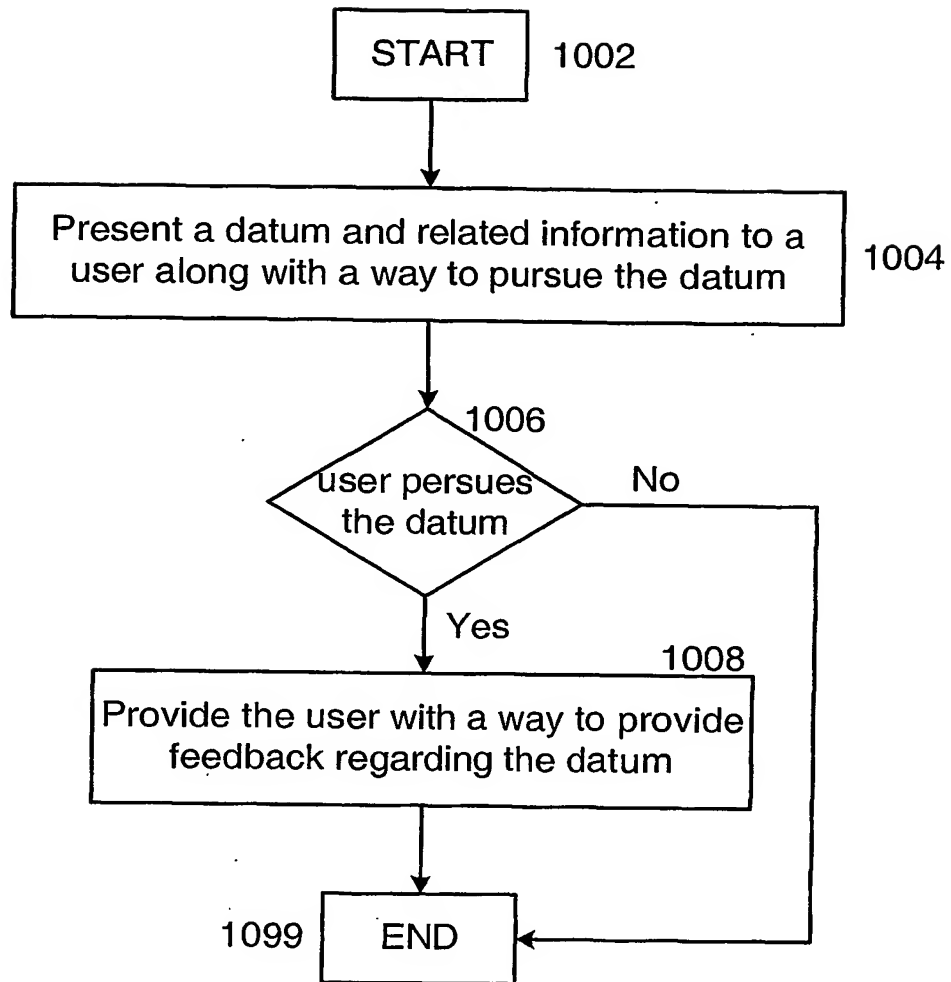 START 1002
Present a datum and related information to a
user along with a way to pursue the datum
1004
1006
user persues
the datum
No
Yes
1008
Provide the user with a way to provide
feedback regarding the datum
1099 END